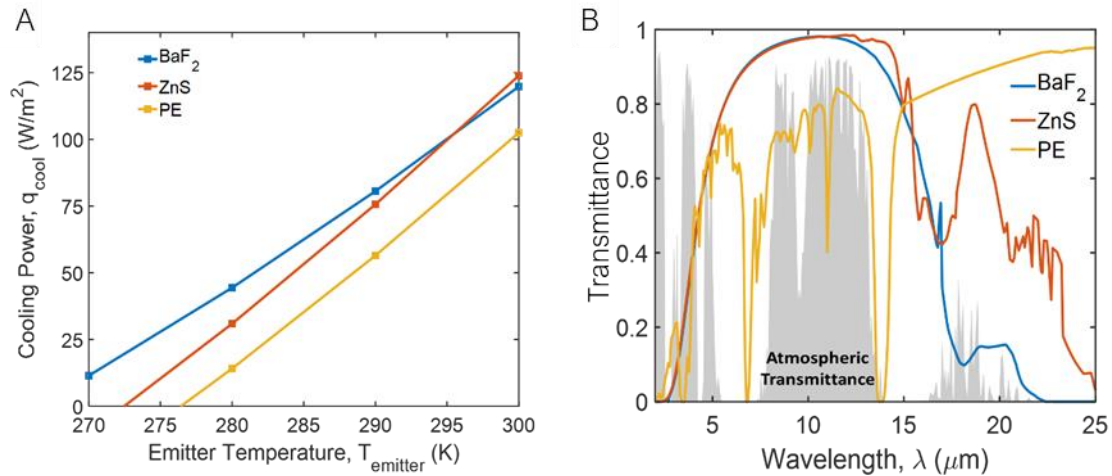 A
BaF₂
ZnS
PE
125
100
75
50
25
0
270
275
280
285
290
295
300
Cooling Power, q_cool (W/m²)
Emitter Temperature, T_emitter (K)
B
1
0.8
0.6
0.4
0.2
0
5
10
15
20
25
BaF₂
ZnS
PE
Atmospheric
Transmittance
Transmittance
Wavelength, λ (μm)